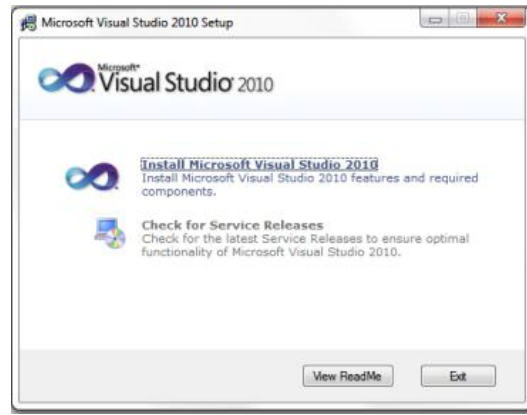 Microsoft Visual Studio 2010 Setup
Microsoft®
Visual Studio 2010
Install Microsoft Visual Studio 2010
Install Microsoft Visual Studio 2010 features and required
components.
Check for Service Releases
Check for the latest Service Releases to ensure optimal
functionality of Microsoft Visual Studio 2010.
View ReadMe
Exit